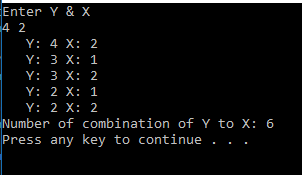 Enter Y & X
4 2
Y: 4 X: 2
Y: 3 X: 1
Y: 3 X: 2
Y: 2 X: 1
Y: 2 X: 2
Number of combination of Y to X: 6
Press any key to continue . . .